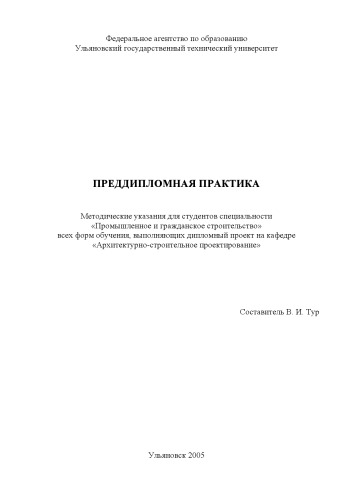 Федеральное агентство по образованию
Ульяновский государственный технический университет
ПРЕДДИПЛОМНАЯ ПРАКТИКА
Методические указания для студентов специальности
«Промышленное и гражданское строительство»
всех форм обучения, выполняющих дипломный проект на кафедре
«Архитектурно-строительное проектирование»
Составитель В. И. Тур
Ульяновск 2005